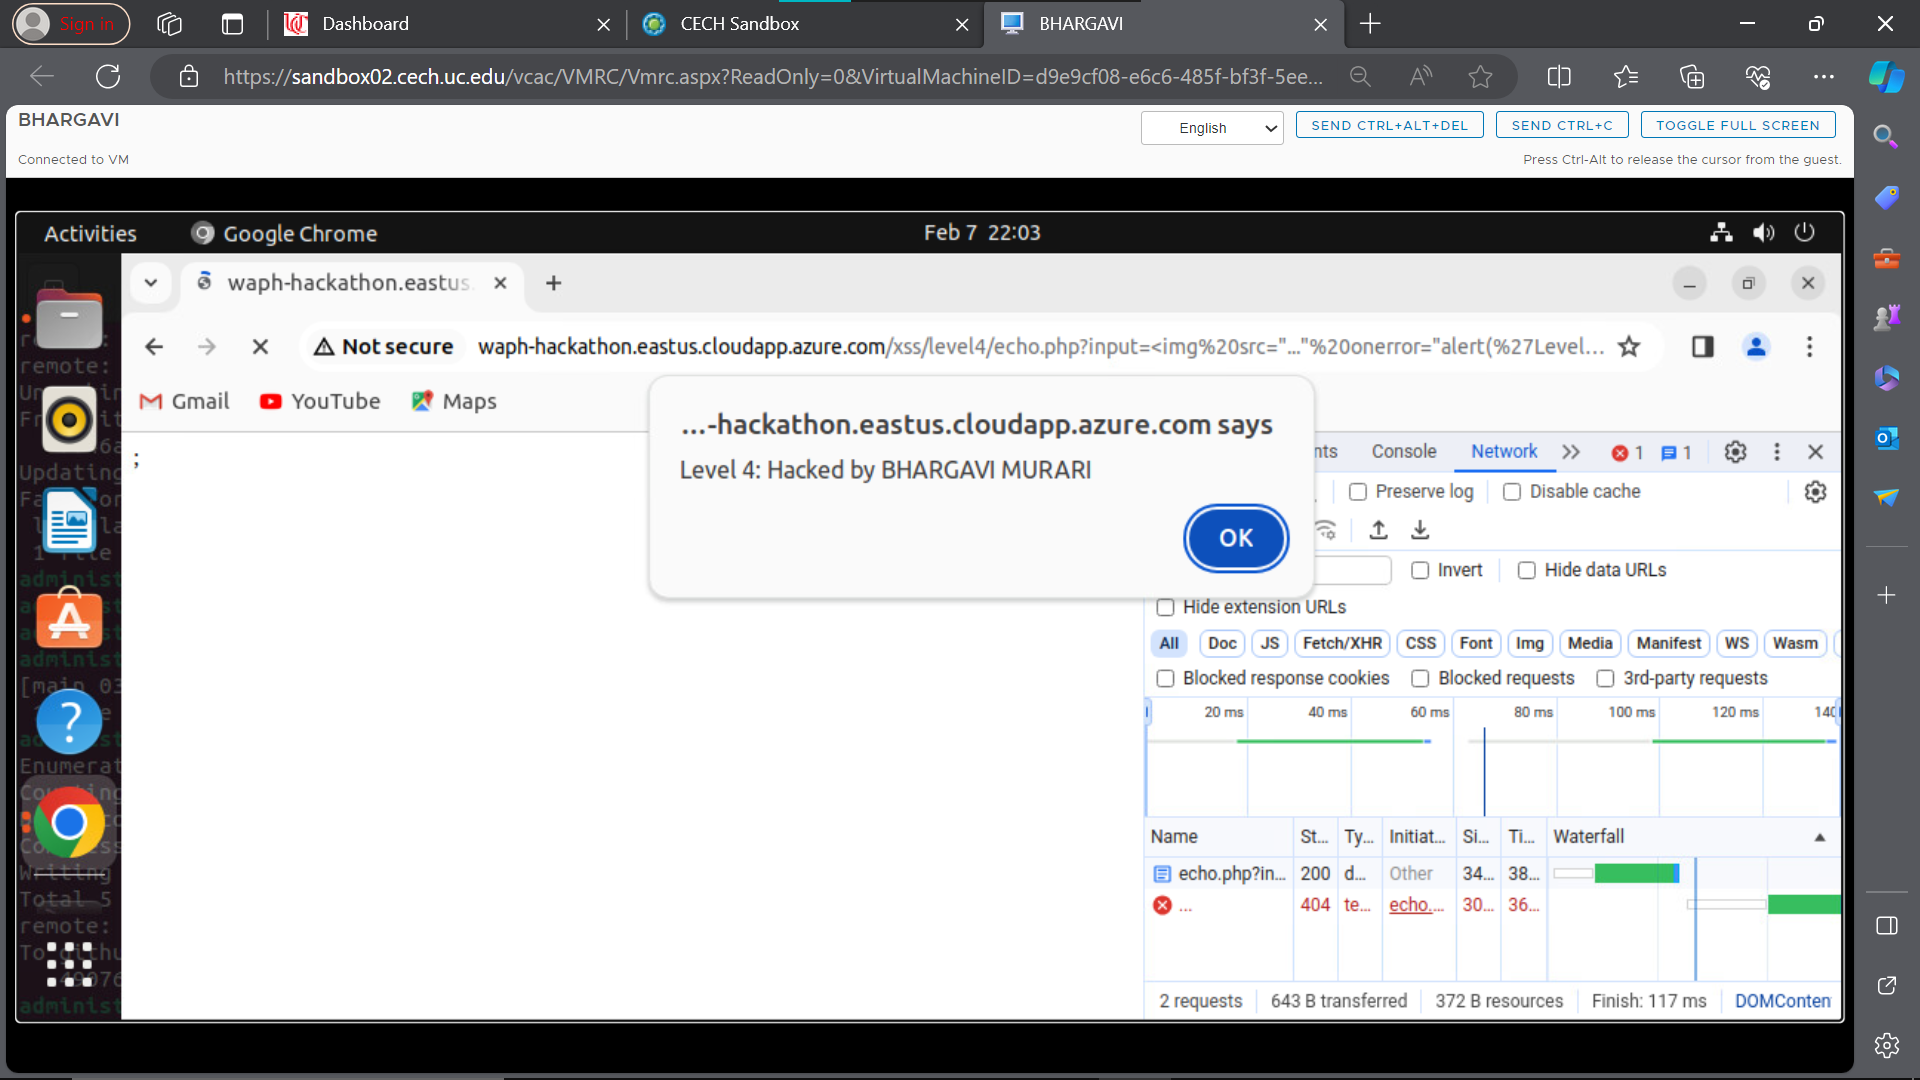 Sign in
Dashboard
CECH Sandbox
BHARGAVI
https://sandbox02.cech.uc.edu/vcac/VMRC/Vmrc.aspx?ReadOnly=0&VirtualMachineID=d9e9cf08-e6c6-485f-bf3f-5ee...
BHARGAVI
English
SEND CTRL+ALT+DEL
SEND CTRL+C
TOGGLE FULL SCREEN
Connected to VM
Press Ctrl-Alt to release the cursor from the guest.
Activities
Google Chrome
Feb 7 22:03
waph-hackathon.eastus.
Not secure
waph-hackathon.eastus.cloudapp.azure.com/xss/level4/echo.php?input=<img%20src="..."%20onerror="alert(%27Level...
Gmail
YouTube
Maps
...-hackathon.eastus.cloudapp.azure.com says
Level 4: Hacked by BHARGAVI MURARI
OK
;
nts
Console
Network
1
1
Preserve log
Disable cache
Invert
Hide data URLs
Hide extension URLs
All
Doc
JS
Fetch/XHR
CSS
Font
Img
Media
Manifest
WS
Wasm
Blocked response cookies
Blocked requests
3rd-party requests
20 ms
40 ms
60 ms
80 ms
100 ms
120 ms
140
Name St... Ty... Initiat... Si... Ti... Waterfall
echo.php?in... 200 d... Other 34... 38...
... 404 te... echo.... 30... 36...
2 requests
643 B transferred
372 B resources
Finish: 117 ms
DOMConten
remote:
Updating
administ
[main 03
Enumerat
Writing
Total 5
remote:
administ